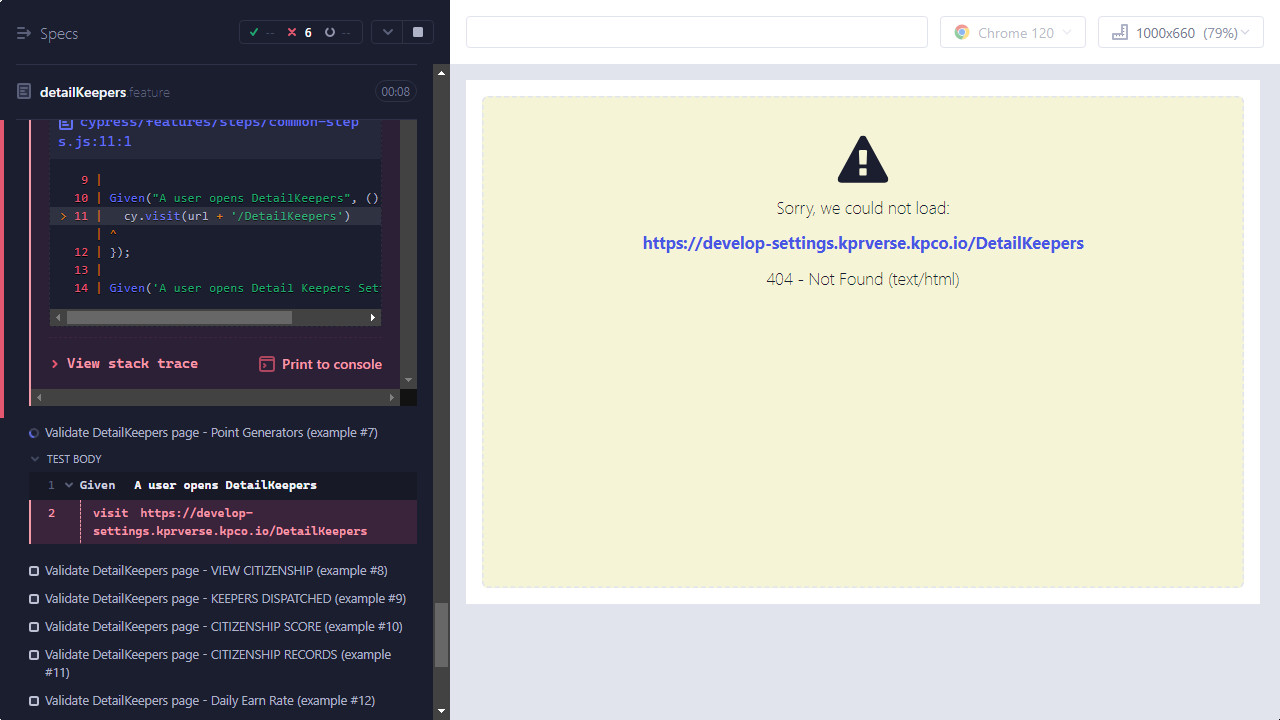 Specs
--
6
--
Chrome 120
1000x660 (79%)
detailKeepers.feature
00:08
cypress/features/steps/common-step
s.js:11:1
9 |
10 | Given("A user opens DetailKeepers", ()
> 11 | cy.visit(url + '/DetailKeepers')
| ^
12 | });
13 |
14 | Given('A user opens Detail Keepers Set
View stack trace
Print to console
Validate DetailKeepers page - Point Generators (example #7)
TEST BODY
1 Given A user opens DetailKeepers
2 visit https://develop-
settings.kprverse.kpco.io/DetailKeepers
Validate DetailKeepers page - VIEW CITIZENSHIP (example #8)
Validate DetailKeepers page - KEEPERS DISPATCHED (example #9)
Validate DetailKeepers page - CITIZENSHIP SCORE (example #10)
Validate DetailKeepers page - CITIZENSHIP RECORDS (example
#11)
Validate DetailKeepers page - Daily Earn Rate (example #12)
Sorry, we could not load:
https://develop-settings.kprverse.kpco.io/DetailKeepers
404 - Not Found (text/html)